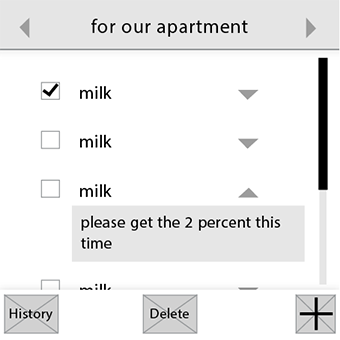 for our apartment
milk
milk
milk
please get the 2 percent this
time
milk
History
Delete